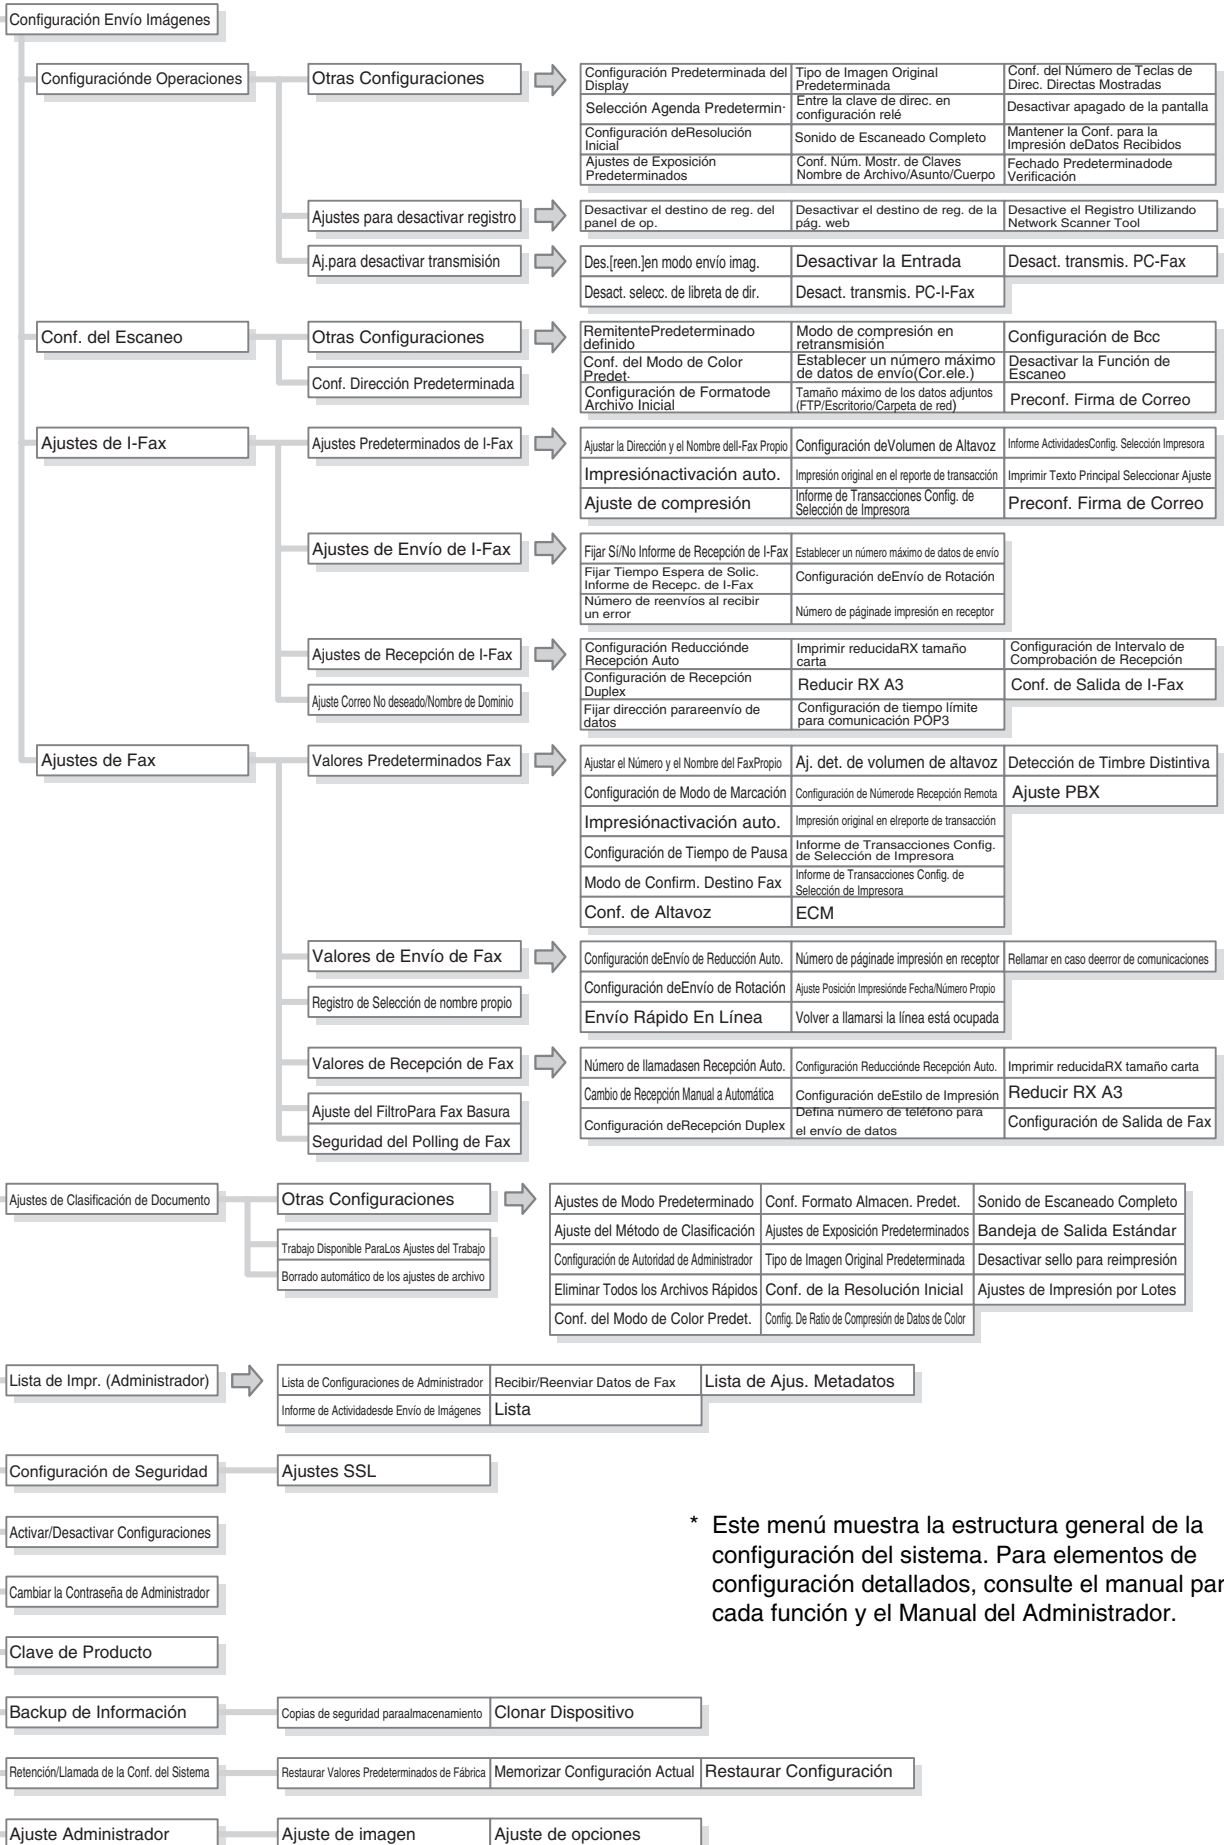 Configuración Envío Imágenes
Configuraciónde Operaciones
Otras Configuraciones
Configuración Predeterminada del
Display
Tipo de Imagen Original
Predeterminada
Conf. del Número de Teclas de
Direc. Directas Mostradas
Selección Agenda Predetermin·
Entre la clave de direc. en
configuración relé
Desactivar apagado de la pantalla
Configuración deResolución
Inicial
Sonido de Escaneado Completo
Mantener la Conf. para la
Impresión deDatos Recibidos
Ajustes de Exposición
Predeterminados
Conf. Núm. Mostr. de Claves
Nombre de Archivo/Asunto/Cuerpo
Fechado Predeterminadode
Verificación
Ajustes para desactivar registro
Desactivar el destino de reg. del
panel de op.
Desactivar el destino de reg. de la
pág. web
Desactive el Registro Utilizando
Network Scanner Tool
Aj.para desactivar transmisión
Des.[reen.]en modo envío imag.
Desactivar la Entrada
Desact. transmis. PC-Fax
Desact. selecc. de libreta de dir.
Desact. transmis. PC-I-Fax
Conf. del Escaneo
Otras Configuraciones
RemitentePredeterminado
definido
Modo de compresión en
retransmisión
Configuración de Bcc
Conf. del Modo de Color
Predet·
Establecer un número máximo
de datos de envío(Cor.ele.)
Desactivar la Función de
Escaneo
Conf. Dirección Predeterminada
Configuración de Formatode
Archivo Inicial
Tamaño máximo de los datos adjuntos
(FTP/Escritorio/Carpeta de red)
Preconf. Firma de Correo
Ajustes de I-Fax
Ajustes Predeterminados de I-Fax
Ajustar la Dirección y el Nombre delI-Fax Propio
Configuración deVolumen de Altavoz
Informe ActividadesConfig. Selección Impresora
Impresiónactivación auto.
Impresión original en el reporte de transacción
Imprimir Texto Principal Seleccionar Ajuste
Ajuste de compresión
Informe de Transacciones Config. de
Selección de Impresora
Preconf. Firma de Correo
Ajustes de Envío de I-Fax
Fijar Sí/No Informe de Recepción de I-Fax
Establecer un número máximo de datos de envío
Fijar Tiempo Espera de Solic.
Informe de Recepc. de I-Fax
Configuración deEnvío de Rotación
Número de reenvíos al recibir
un error
Número de páginade impresión en receptor
Ajustes de Recepción de I-Fax
Configuración Reducciónde
Recepción Auto
Imprimir reducidaRX tamaño
carta
Configuración de Intervalo de
Comprobación de Recepción
Configuración de Recepción
Duplex
Reducir RX A3
Conf. de Salida de I-Fax
Ajuste Correo No deseado/Nombre de Dominio
Fijar dirección parareenvío de
datos
Configuración de tiempo límite
para comunicación POP3
Ajustes de Fax
Valores Predeterminados Fax
Ajustar el Número y el Nombre del FaxPropio
Aj. det. de volumen de altavoz
Detección de Timbre Distintiva
Configuración de Modo de Marcación
Configuración de Númerode Recepción Remota
Ajuste PBX
Impresiónactivación auto.
Impresión original en elreporte de transacción
Configuración de Tiempo de Pausa
Informe de Transacciones Config.
de Selección de Impresora
Modo de Confirm. Destino Fax
Informe de Transacciones Config. de
Selección de Impresora
Conf. de Altavoz
ECM
Valores de Envío de Fax
Configuración deEnvío de Reducción Auto.
Número de páginade impresión en receptor
Rellamar en caso deerror de comunicaciones
Registro de Selección de nombre propio
Configuración deEnvío de Rotación
Ajuste Posición Impresiónde Fecha/Número Propio
Envío Rápido En Línea
Volver a llamarsi la línea está ocupada
Valores de Recepción de Fax
Número de llamadasen Recepción Auto.
Configuración Reducciónde Recepción Auto.
Imprimir reducidaRX tamaño carta
Cambio de Recepción Manual a Automática
Configuración deEstilo de Impresión
Reducir RX A3
Ajuste del FiltroPara Fax Basura
Configuración deRecepción Duplex
Defina número de teléfono para
el envío de datos
Configuración de Salida de Fax
Seguridad del Polling de Fax
Ajustes de Clasificación de Documento
Otras Configuraciones
Ajustes de Modo Predeterminado
Conf. Formato Almacen. Predet.
Sonido de Escaneado Completo
Ajuste del Método de Clasificación
Ajustes de Exposición Predeterminados
Bandeja de Salida Estándar
Trabajo Disponible ParaLos Ajustes del Trabajo
Configuración de Autoridad de Administrador
Tipo de Imagen Original Predeterminada
Desactivar sello para reimpresión
Borrado automático de los ajustes de archivo
Eliminar Todos los Archivos Rápidos
Conf. de la Resolución Inicial
Ajustes de Impresión por Lotes
Conf. del Modo de Color Predet.
Config. De Ratio de Compresión de Datos de Color
Lista de Impr. (Administrador)
Lista de Configuraciones de Administrador
Recibir/Reenviar Datos de Fax
Lista de Ajus. Metadatos
Informe de Actividadesde Envío de Imágenes
Lista
Configuración de Seguridad
Ajustes SSL
Activar/Desactivar Configuraciones
* Este menú muestra la estructura general de la
configuración del sistema. Para elementos de
configuración detallados, consulte el manual par
cada función y el Manual del Administrador.
Cambiar la Contraseña de Administrador
Clave de Producto
Backup de Información
Copias de seguridad paraalmacenamiento
Clonar Dispositivo
Retención/Llamada de la Conf. del Sistema
Restaurar Valores Predeterminados de Fábrica
Memorizar Configuración Actual
Restaurar Configuración
Ajuste Administrador
Ajuste de imagen
Ajuste de opciones